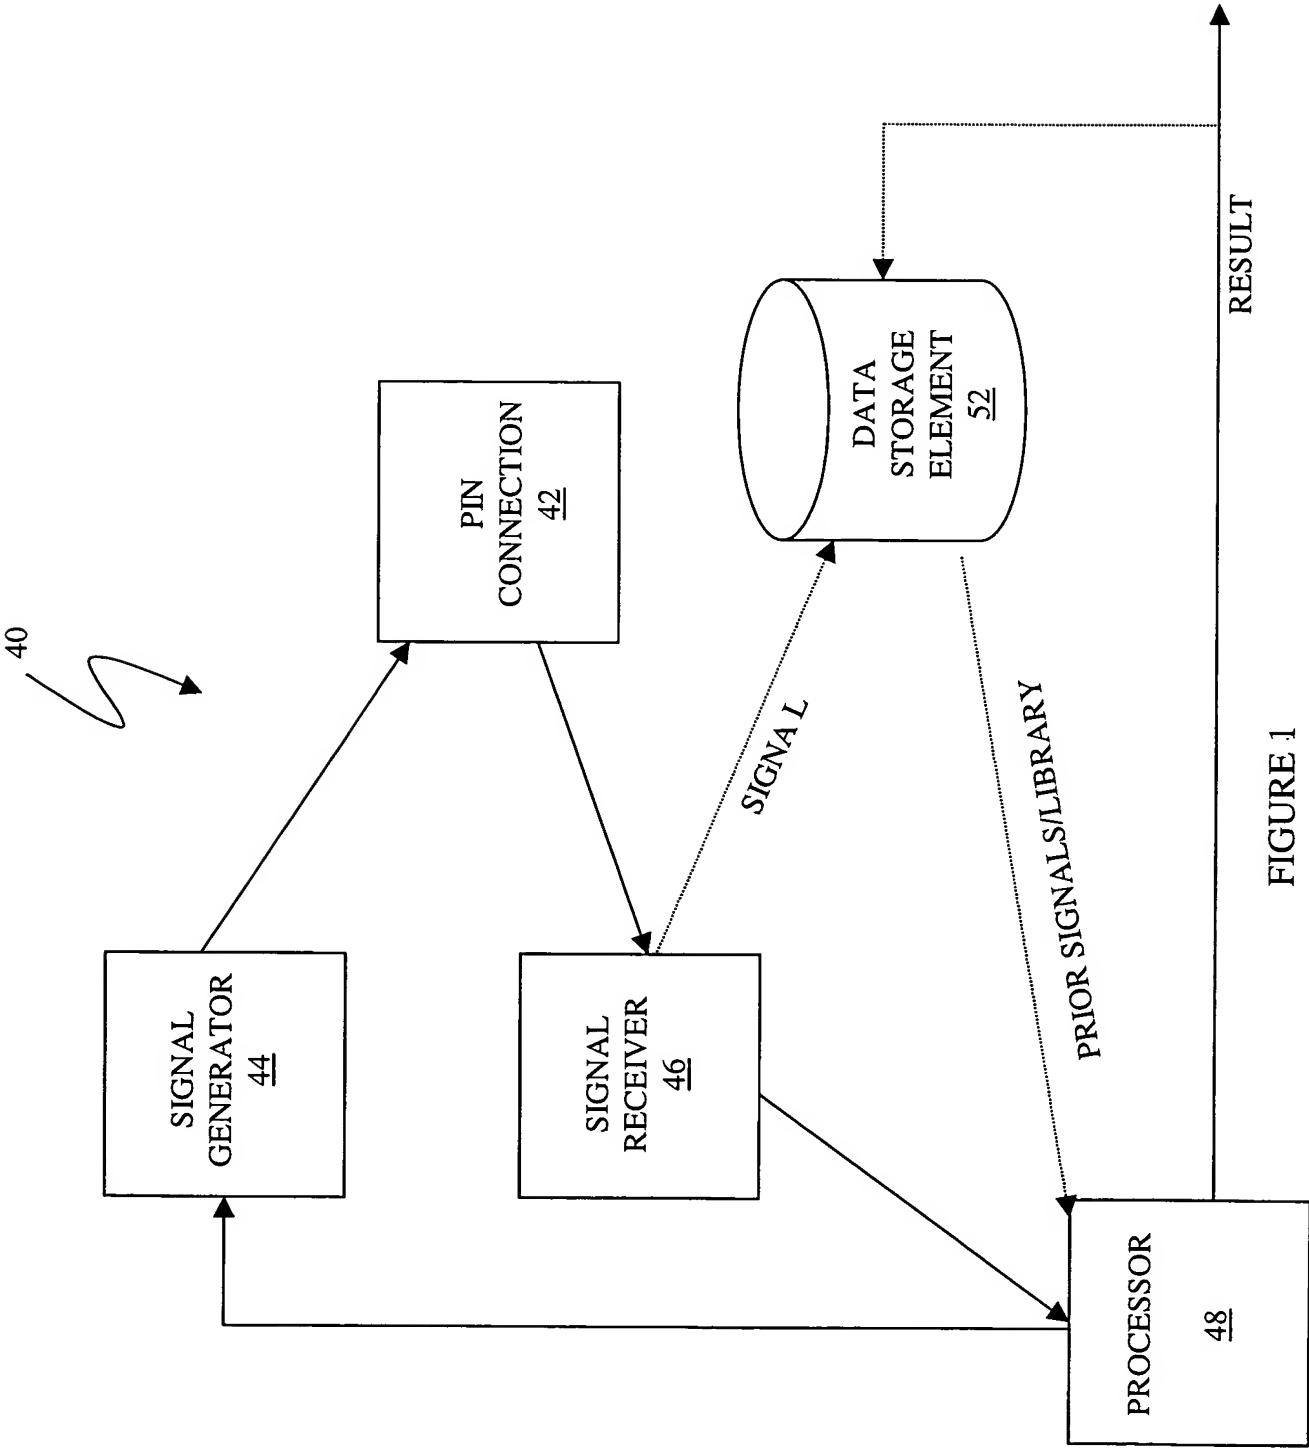 40
SIGNAL
GENERATOR
44
PIN
CONNECTION
42
SIGNAL
RECEIVER
46
SIGNAL
DATA
STORAGE
ELEMENT
52
PRIOR SIGNALS/LIBRARY
PROCESSOR
48
RESULT
FIGURE 1